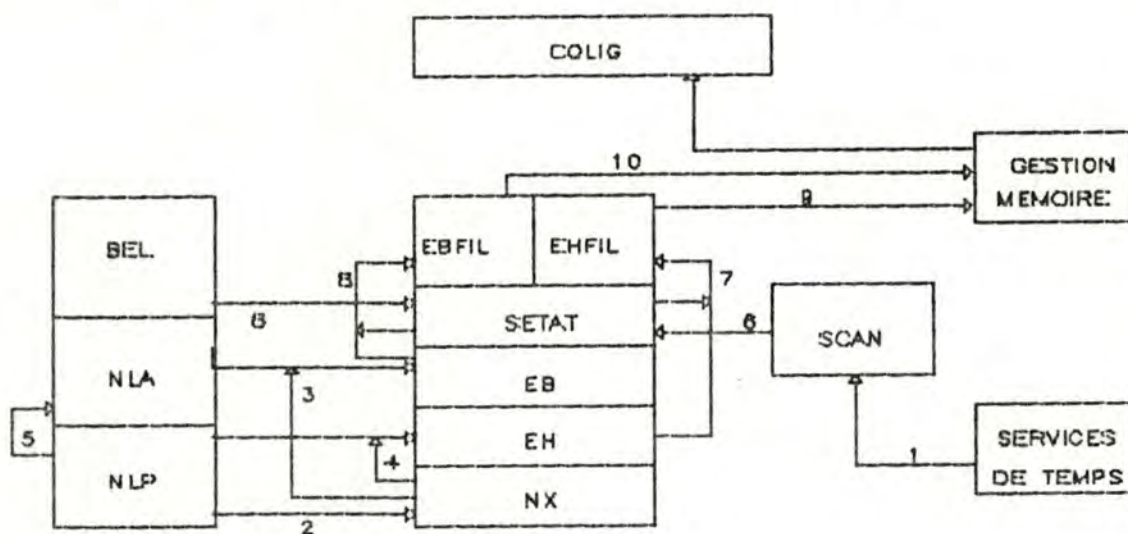 COLIG
10
GESTION
MEMOIRE
9
BEL
EBFIL
EHFIL
8
7
6
SETAT
6
SCAN
NLA
3
EB
5
4
EH
1
SERVICES
DE TEMPS
NLP
NX
2